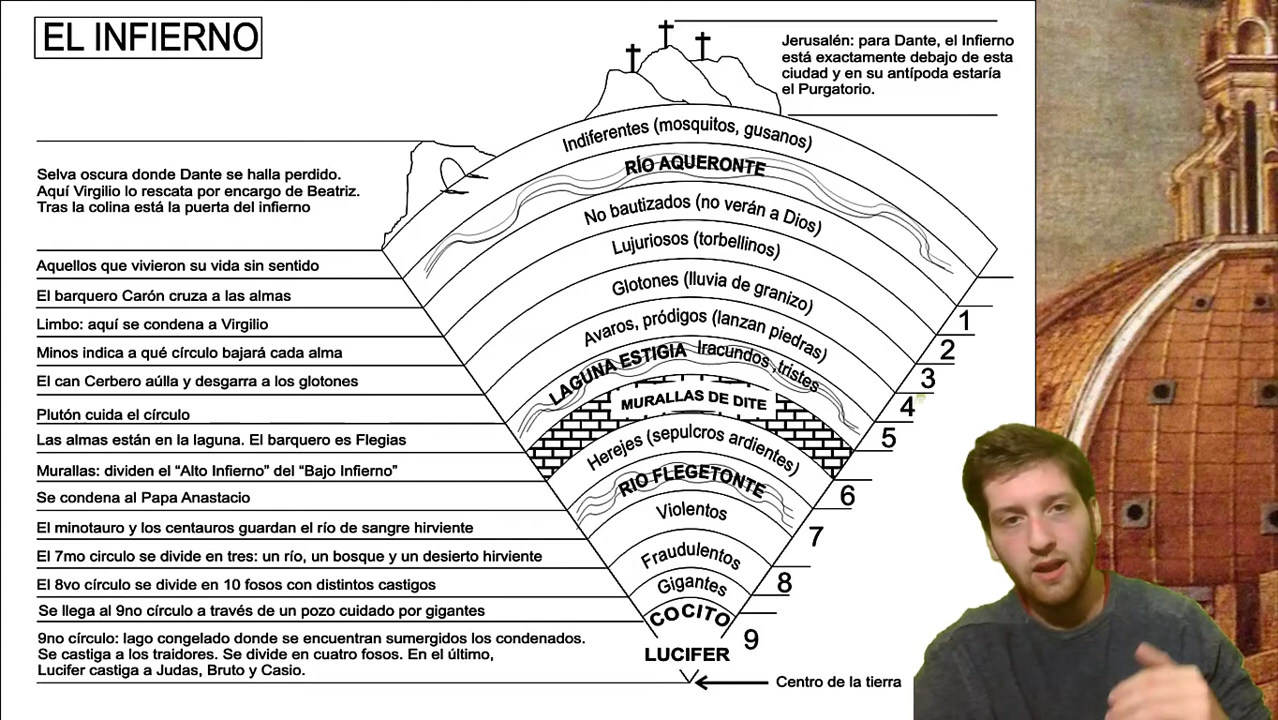 EL INFIERNO
Jerusalén: para Dante, el Infierno
está exactamente debajo de esta
ciudad y en su antípoda estaría
el Purgatorio.
Selva oscura donde Dante se halla perdido.
Aquí Virgilio lo rescata por encargo de Beatriz.
Tras la colina está la puerta del infierno
Indiferentes (mosquitos, gusanos)
Aquellos que vivieron su vida sin sentido
RÍO AQUERONTE
El barquero Carón cruza a las almas
No bautizados (no verán a Dios)
Limbo: aquí se condena a Virgilio
1
Lujuriosos (torbellinos)
Minos indica a qué círculo bajará cada alma
2
Glotones (lluvia de granizo)
El can Cerbero aúlla y desgarra a los glotones
3
Avaros, pródigos (lanzan piedras)
Plutón cuida el círculo
4
LAGUNA ESTIGIA Iracundos ,tristes
Las almas están en la laguna. El barquero es Flegias
5
MURALLAS DE DITE
Murallas: dividen el “Alto Infierno” del “Bajo Infierno”
Herejes (sepulcros ardientes)
Se condena al Papa Anastacio
6
RIO FLEGETONTE
El minotauro y los centauros guardan el río de sangre hirviente
Violentos
El 7mo circulo se divide en tres: un río, un bosque y un desierto hirviente
7
Fraudulentos
El 8vo círculo se divide en 10 fosos con distintos castigos
8
Gigantes
Se llega al 9no círculo a través de un pozo cuidado por gigantes
COCITO
9
9no círculo: lago congelado donde se encuentran sumergidos los condenados.
Se castiga a los traidores. Se divide en cuatro fosos. En el último,
Lucifer castiga a Judas, Bruto y Casio.
LUCIFER
Centro de la tierra